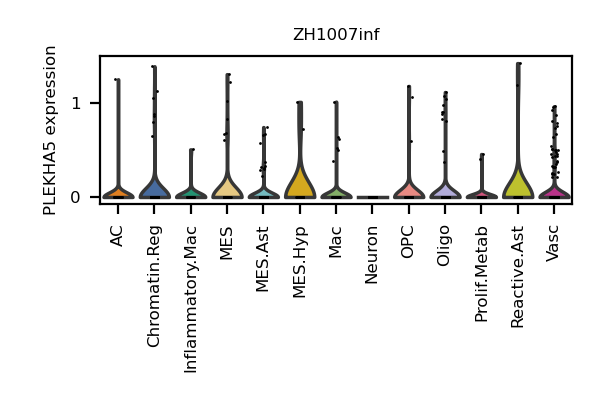 ZH1007inf
PLEKHA5 expression
1
0
AC
Chromatin.Reg
Inflammatory.Mac
MES
MES.Ast
MES.Hyp
Mac
Neuron
OPC
Oligo
Prolif.Metab
Reactive.Ast
Vasc